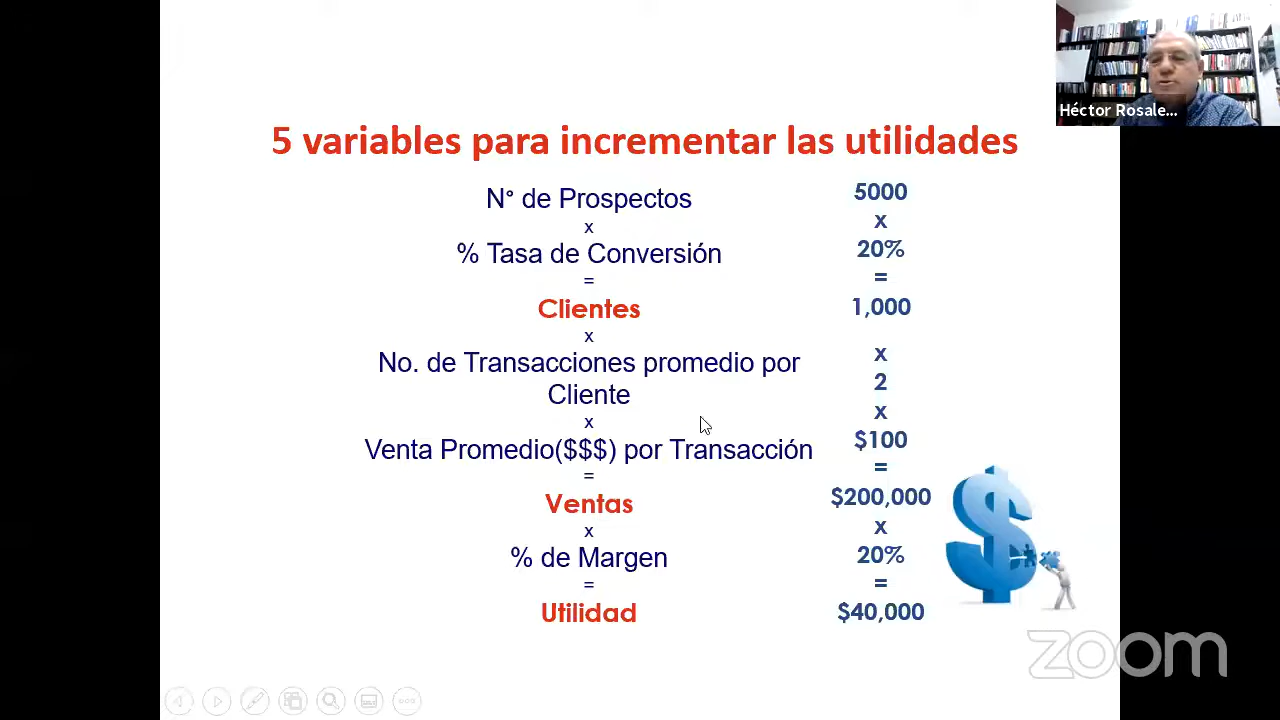 Héctor Rosale...
5 variables para incrementar las utilidades
N° de Prospectos
x
% Tasa de Conversión
=
Clientes
x
No. de Transacciones promedio por
Cliente
x
Venta Promedio($$$) por Transacción
=
Ventas
x
% de Margen
=
Utilidad
5000
x
20%
=
1,000
x
2
x
$100
=
$200,000
x
20%
=
$40,000
zoom